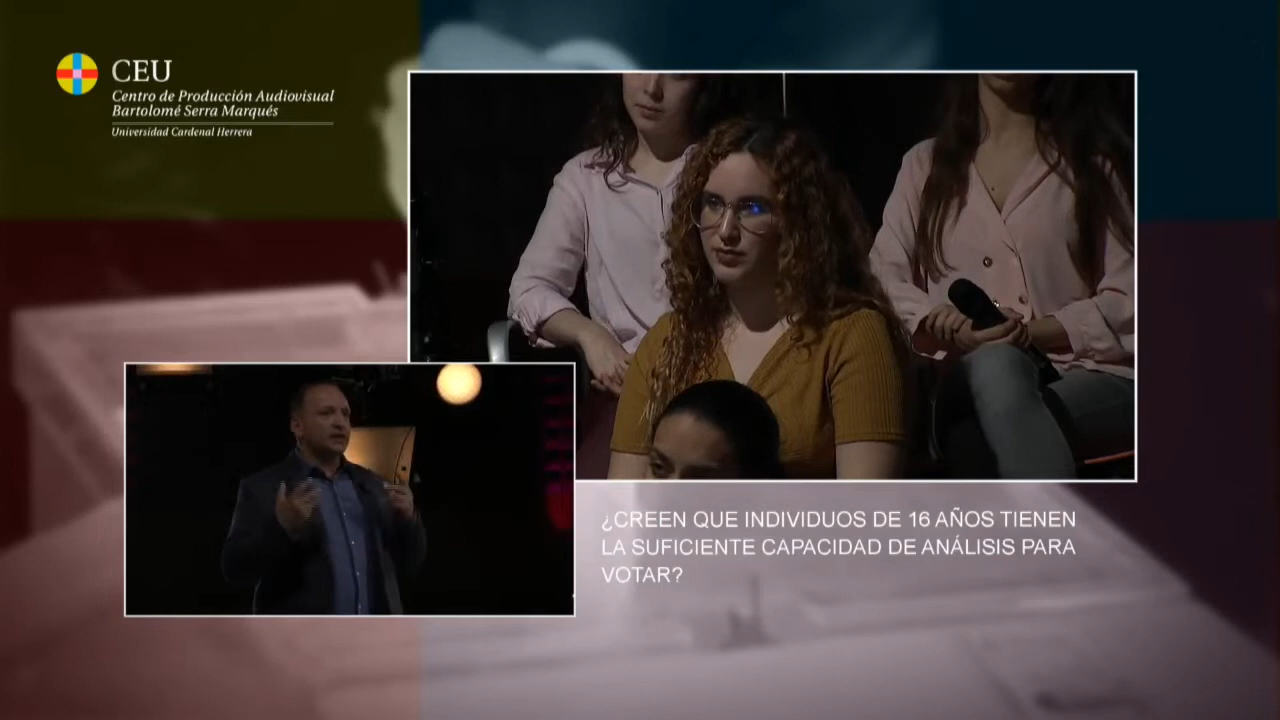 CEU
Centro de Producción Audiovisual
Bartolomé Serra Marqués
Universidad Cardenal Herrera
¿CREEN QUE INDIVIDUOS DE 16 AÑOS TIENEN
LA SUFICIENTE CAPACIDAD DE ANÁLISIS PARA
VOTAR?